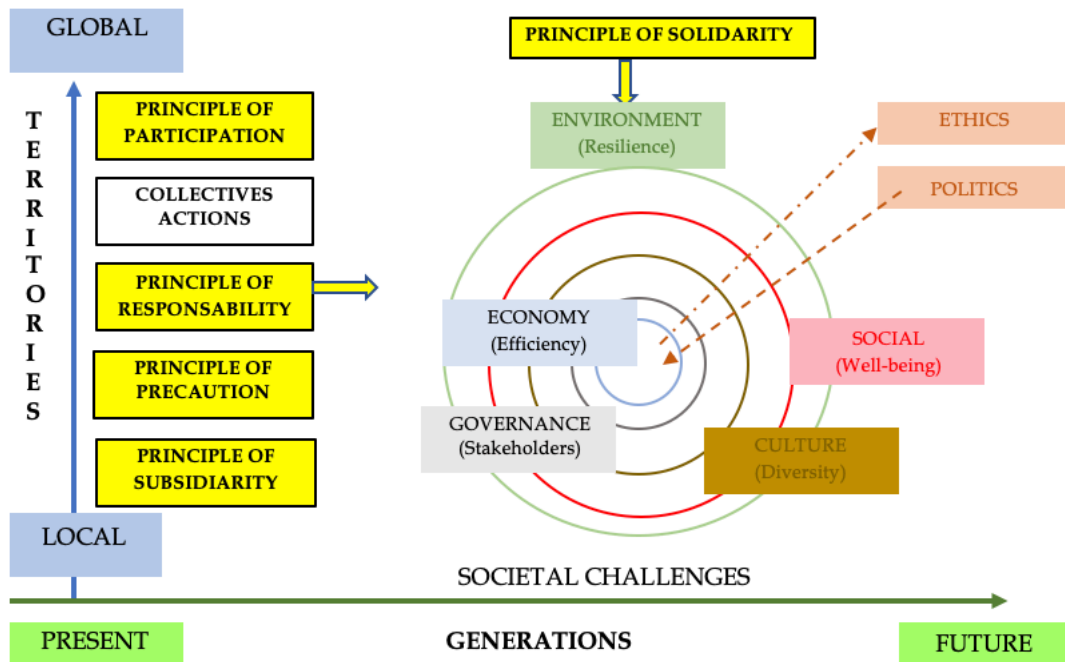 GLOBAL
TERRITORIES
PRINCIPLE OF
PARTICIPATION
COLLECTIVES
ACTIONS
PRINCIPLE OF
RESPONSABILITY
PRINCIPLE OF
PRECAUTION
PRINCIPLE OF
SUBSIDIARITY
LOCAL
PRINCIPLE OF SOLIDARITY
ENVIRONMENT
(Resilience)
ETHICS
POLITICS
ECONOMY
(Efficiency)
SOCIAL
(Well-being)
GOVERNANCE
(Stakeholders)
CULTURE
(Diversity)
SOCIETAL CHALLENGES
PRESENT
GENERATIONS
FUTURE